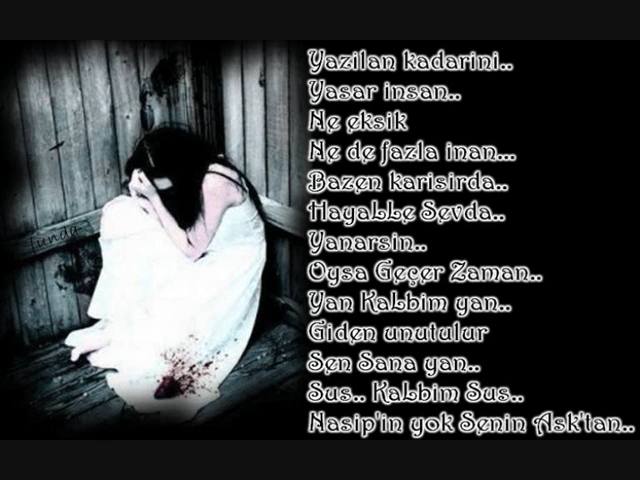 Yazilan kadarini..
Yasar insan..
Ne eksik
Ne de fazla inan...
Bazen karisirda..
Hayalle Sevda..
Yanarsin..
Oysa Geçer Zaman..
Yan Kalbim yan..
Giden unutulur
Sen Sana yan..
Sus.. Kalbim Sus..
Nasip'in yok Senin Ask'tan..
Tunda